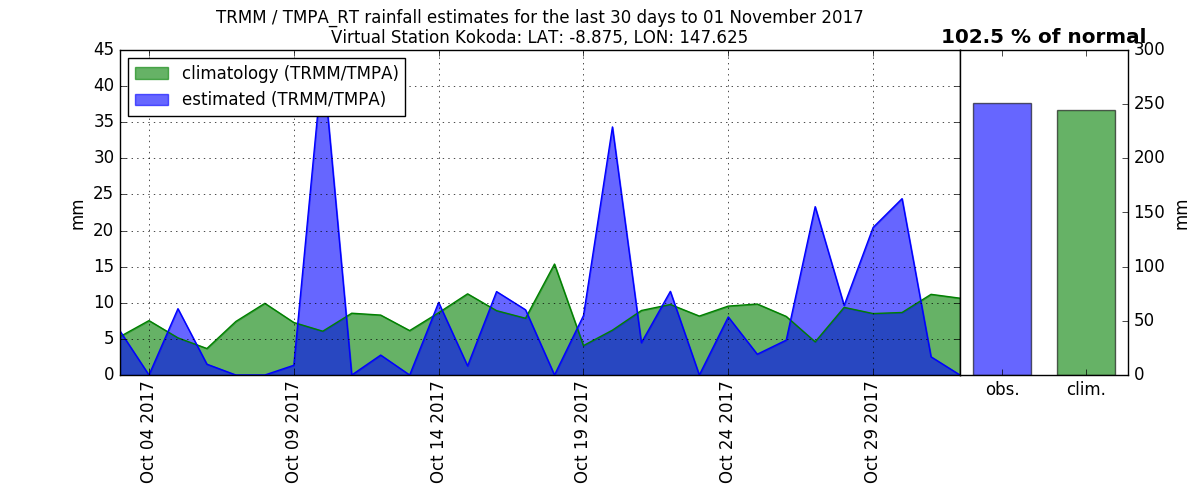 TRMM / TMPA_RT rainfall estimates for the last 30 days to 01 November 2017
Virtual Station Kokoda: LAT: -8.875, LON: 147.625
102.5 % of normal
climatology (TRMM/TMPA)
estimated (TRMM/TMPA)
45
40
35
30
25
20
15
10
5
0
mm
Oct 04 2017
Oct 09 2017
Oct 14 2017
Oct 19 2017
Oct 24 2017
Oct 29 2017
300
250
200
150
100
50
0
mm
obs.
clim.